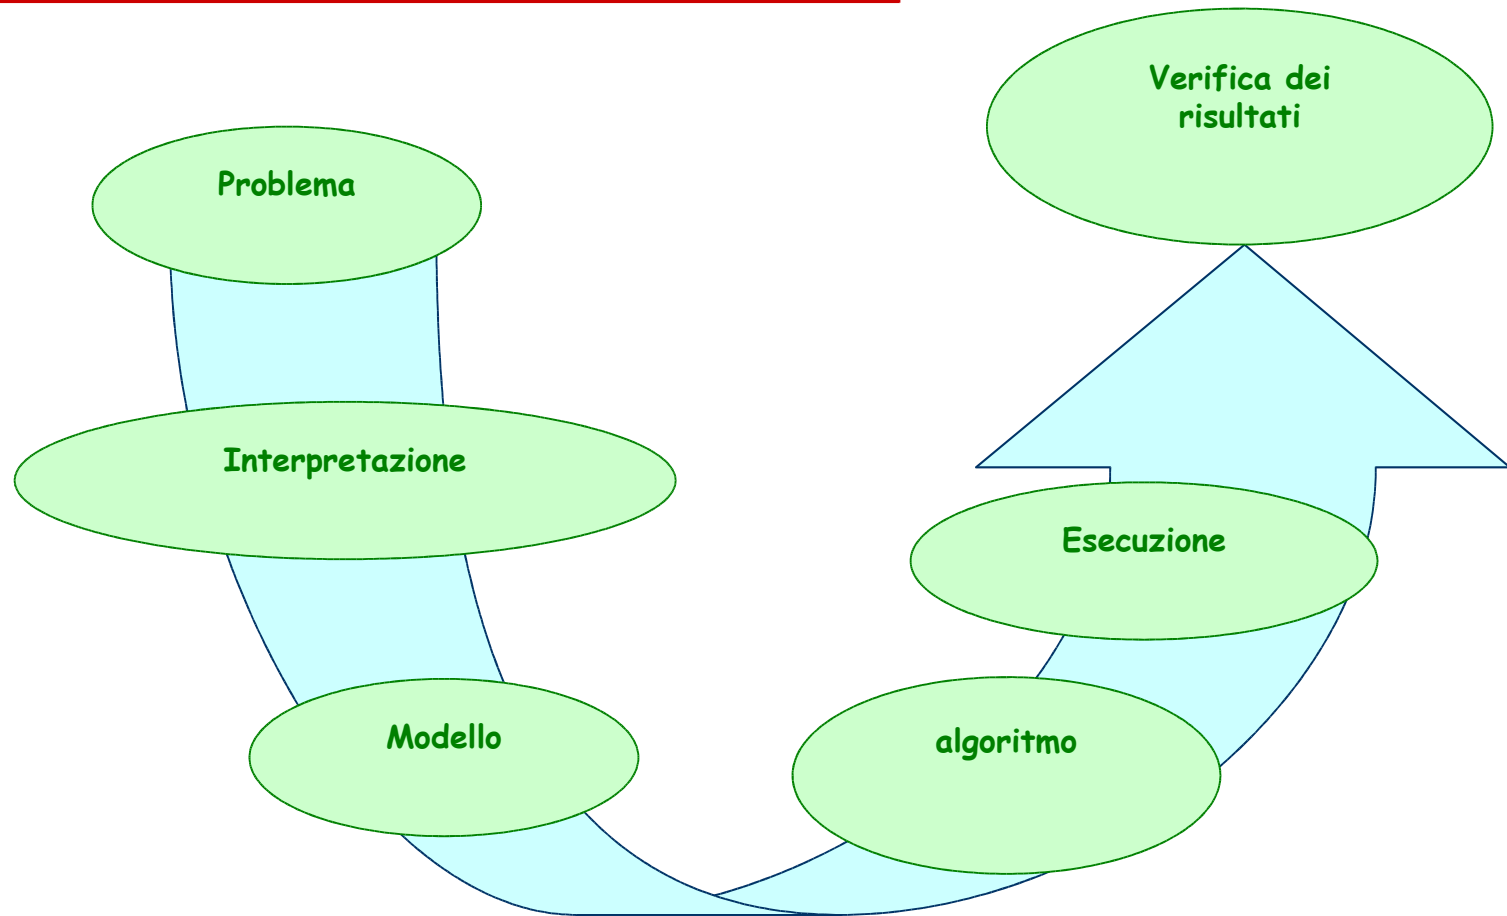 Problema
Interpretazione
Modello
algoritmo
Esecuzione
Verifica dei
risultati